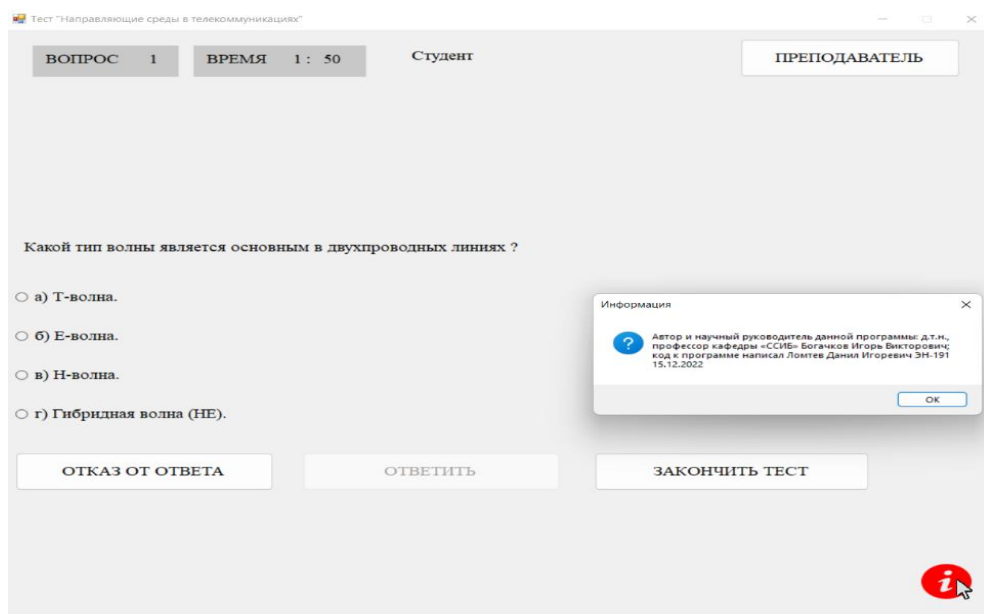 Тест "Направляющие среды в телекоммуникациях"
ВОПРОС 1 ВРЕМЯ 1 : 50 Студент ПРЕПОДАВАТЕЛЬ
Какой тип волны является основным в двухпроводных линиях ?
а) Т-волна.
б) Е-волна.
в) Н-волна.
г) Гибридная волна (НЕ).
Информация
Автор и научный руководитель данной программы: д.т.н.,
профессор кафедры «ССИБ» Богачков Игорь Викторович;
код к программе написал Ломтев Данил Игоревич ЭН-191
15.12.2022
ОК
ОТКАЗ ОТ ОТВЕТА ОТВЕТИТЬ ЗАКОНЧИТЬ ТЕСТ